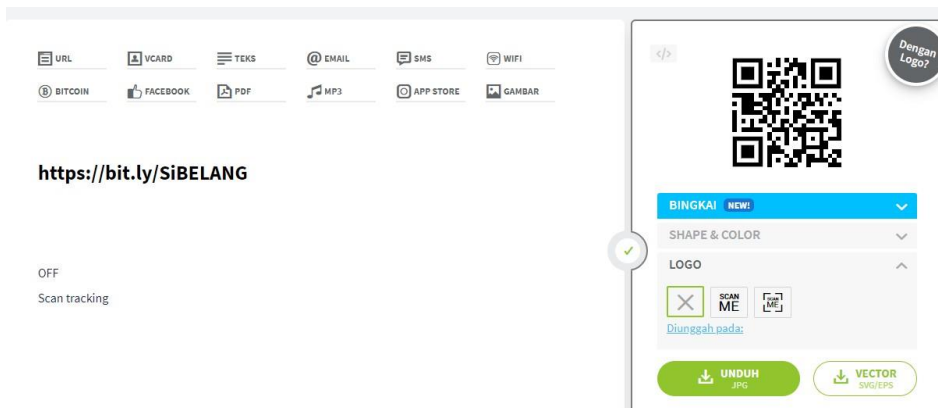 URL
VCARD
TEKS
EMAIL
SMS
WIFI
BITCOIN
FACEBOOK
PDF
MP3
APP STORE
GAMBAR
https://bit.ly/SiBELANG
OFF
Scan tracking
</>
Dengan
Logo?
BINGKAI NEW!
SHAPE & COLOR
LOGO
SCAN
ME
SCAN
ME
Diunggah pada:
UNDUH
JPG
VECTOR
SVG/EPS